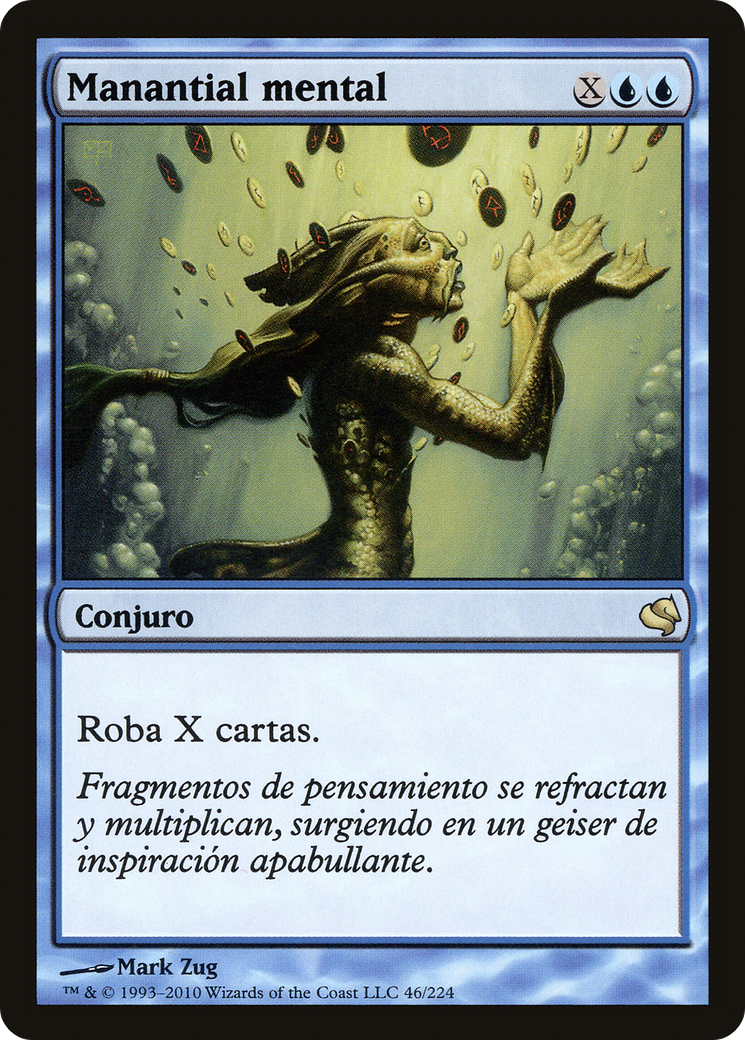 Manantial mental X
Conjuro
Roba X cartas.
Fragmentos de pensamiento se refractan
y multiplican, surgiendo en un geiser de
inspiración apabullante.
Mark Zug
™ & © 1993–2010 Wizards of the Coast LLC 46/224